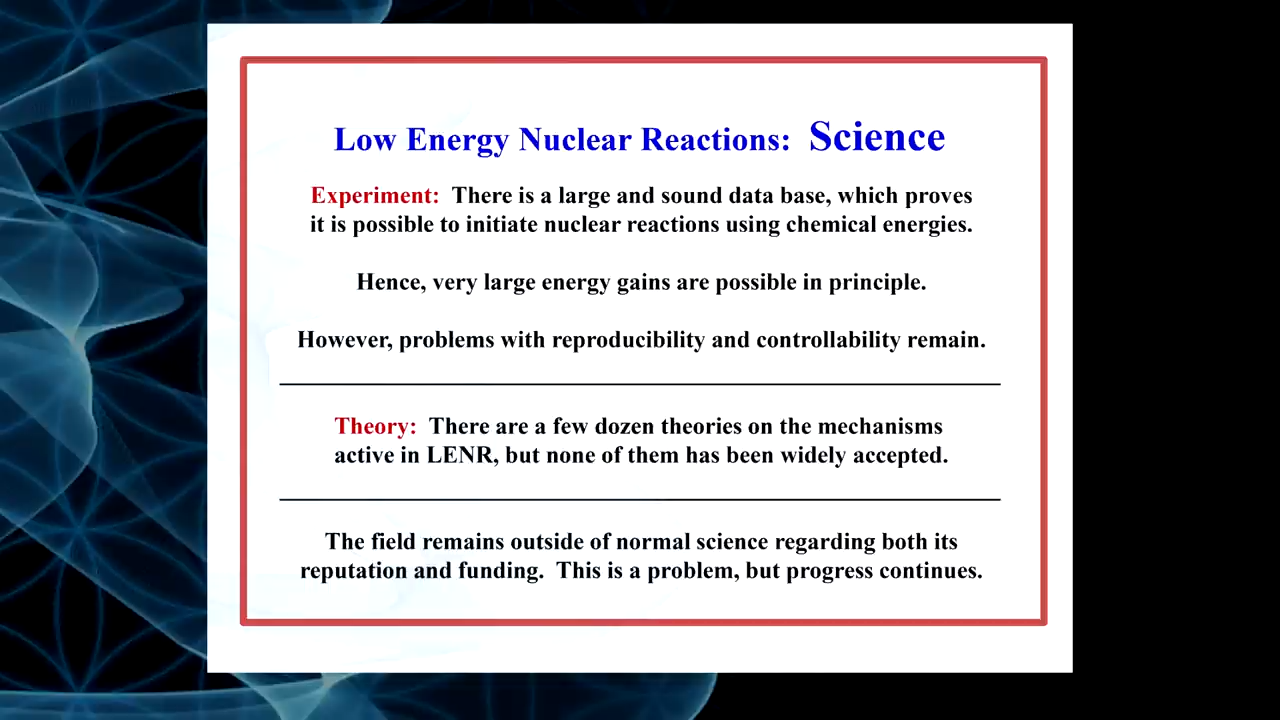 Low Energy Nuclear Reactions: Science
Experiment: There is a large and sound data base, which proves
it is possible to initiate nuclear reactions using chemical energies.
Hence, very large energy gains are possible in principle.
However, problems with reproducibility and controllability remain.
Theory: There are a few dozen theories on the mechanisms
active in LENR, but none of them has been widely accepted.
The field remains outside of normal science regarding both its
reputation and funding. This is a problem, but progress continues.